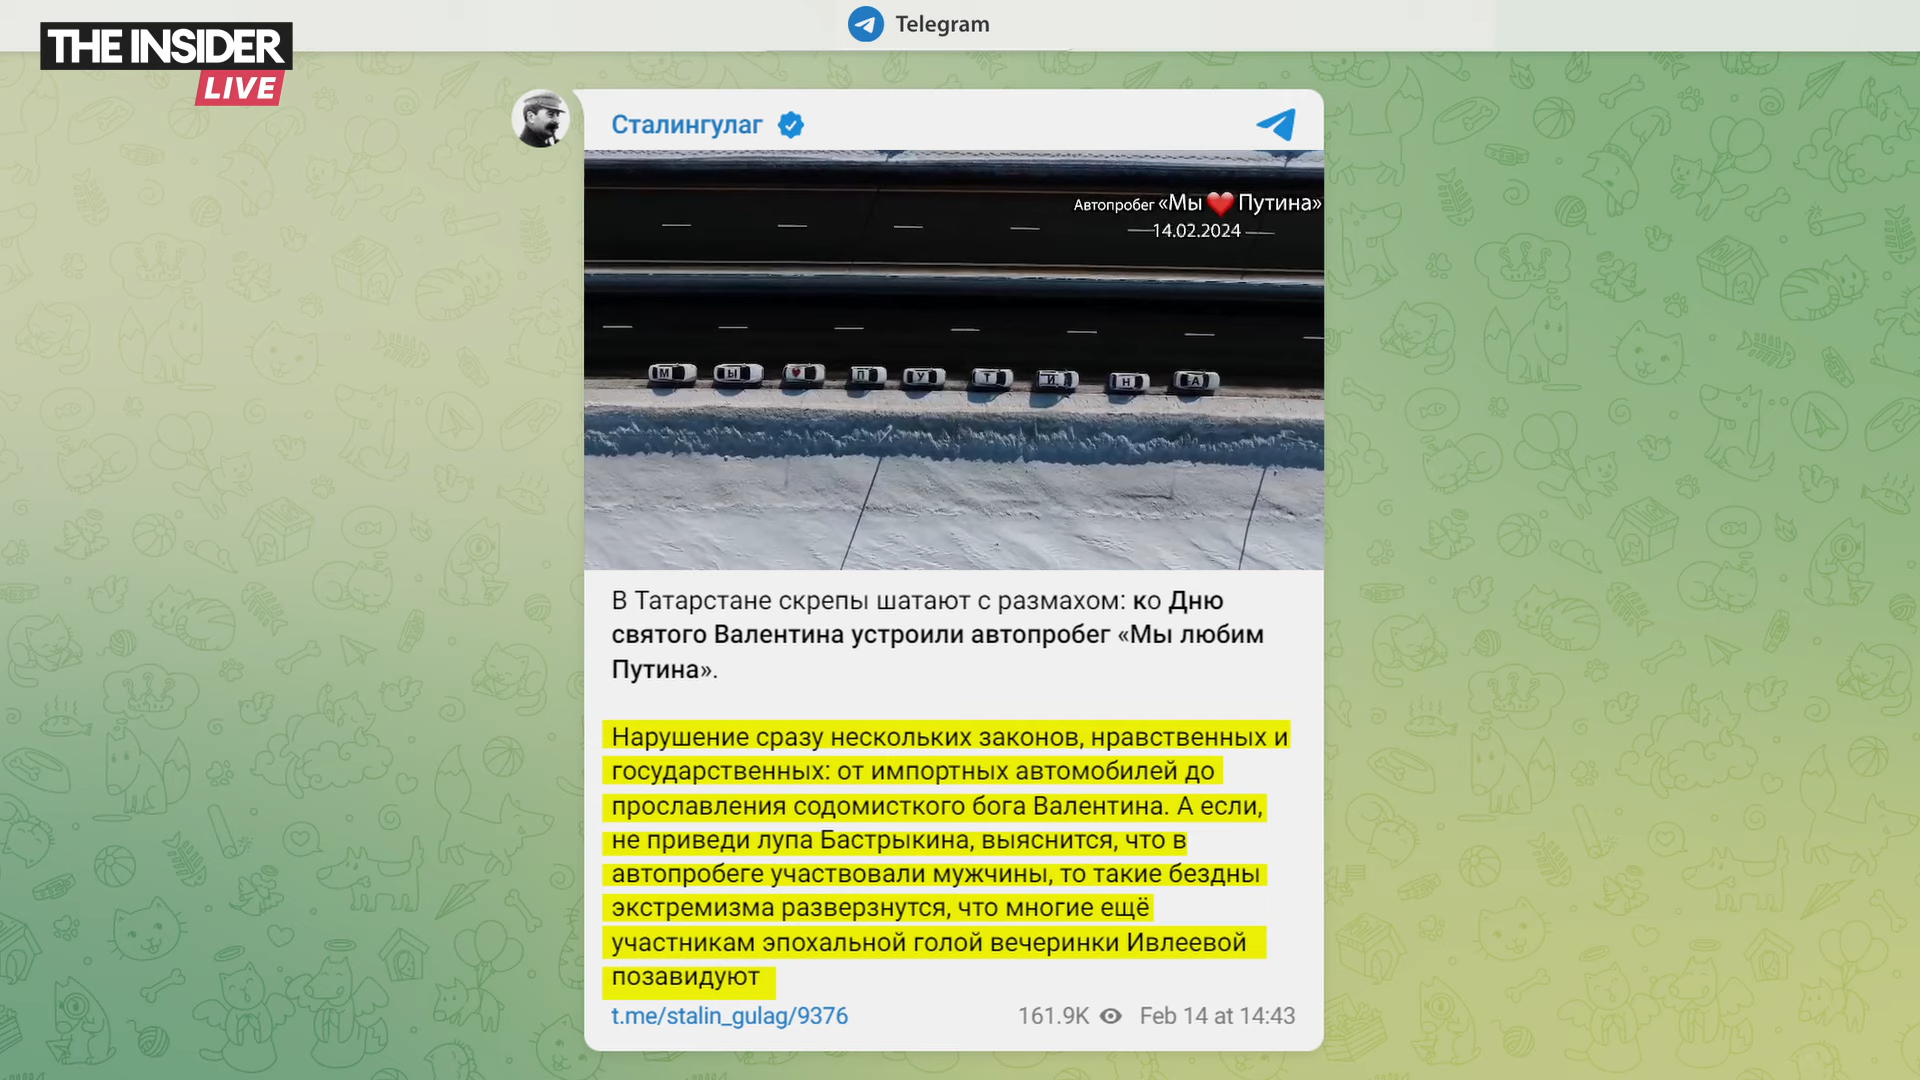 Telegram
THE INSIDER
LIVE
Сталингулаг
Автопробег «Мы ❤️ Путина»
14.02.2024
М Ы ❤ П У Т И Н А
В Татарстане скрепы шатают с размахом: ко Дню
святого Валентина устроили автопробег «Мы любим
Путина».
Нарушение сразу нескольких законов, нравственных и
государственных: от импортных автомобилей до
прославления содомисткого бога Валентина. А если,
не приведи лупа Бастрыкина, выяснится, что в
автопробеге участвовали мужчины, то такие бездны
экстремизма разверзнутся, что многие ещё
участникам эпохальной голой вечеринки Ивлеевой
позавидуют
t.me/stalin_gulag/9376 161.9K Feb 14 at 14:43